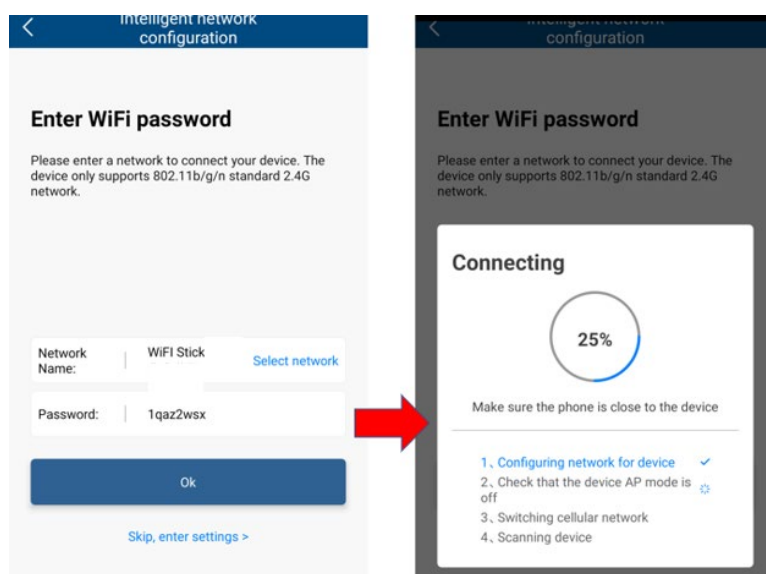 Intelligent network
configuration
Enter WiFi password
Please enter a network to connect your device. The
device only supports 802.11b/g/n standard 2.4G
network.
Network
Name:
WiFI Stick
Select network
Password:
1qaz2wsx
Ok
Skip, enter settings >
Intelligent network
configuration
Enter WiFi password
Please enter a network to connect your device. The
device only supports 802.11b/g/n standard 2.4G
network.
Connecting
25%
Make sure the phone is close to the device
1、Configuring network for device
2、Check that the device AP mode is
off
3、Switching cellular network
4、Scanning device